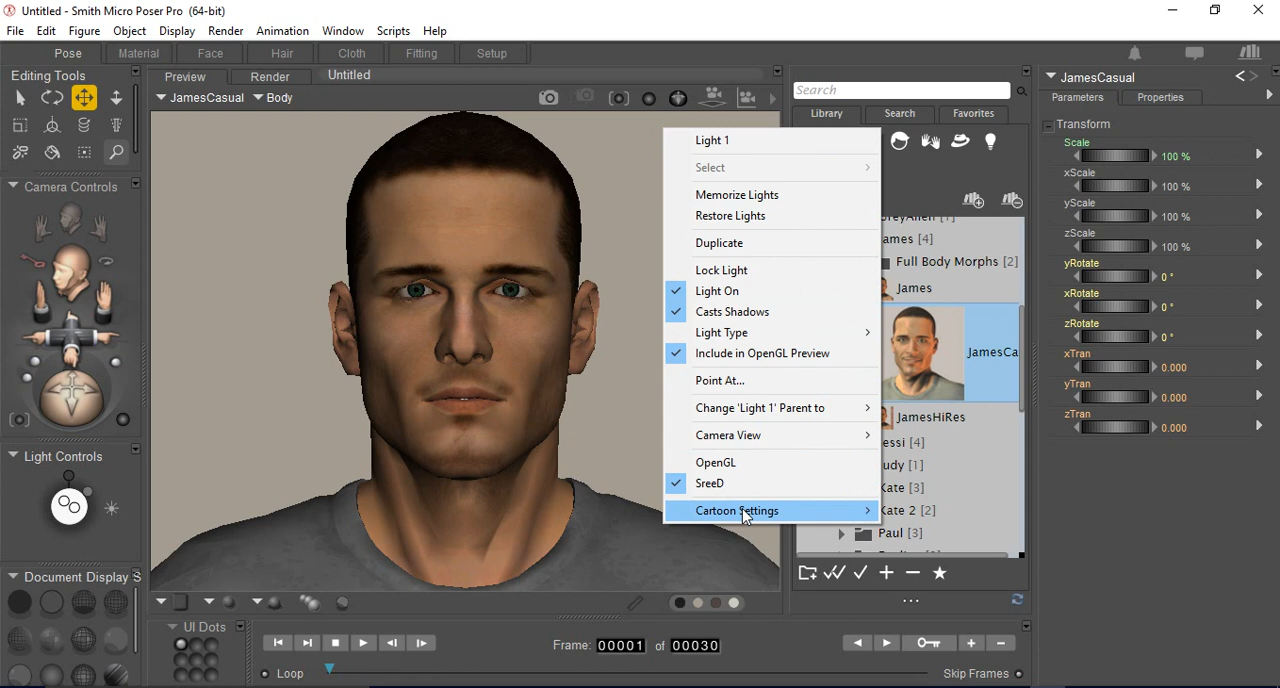 Untitled - Smith Micro Poser Pro (64-bit)
File Edit Figure Object Display Render Animation Window Scripts Help
Pose Material Face Hair Cloth Fitting Setup
Editing Tools
Preview Render Untitled
JamesCasual Body
Camera Controls
Light Controls
Document Display S
UI Dots
Light 1
Select
Memorize Lights
Restore Lights
Duplicate
Lock Light
Light On
Casts Shadows
Light Type
Include in OpenGL Preview
Point At...
Change 'Light 1' Parent to
Camera View
OpenGL
SreeD
Cartoon Settings
Search
Library Search Favorites
ames [4]
Full Body Morphs [2]
James
JamesCa
JamesHiRes
essi [4]
udy [1]
Kate [3]
Kate 2 [2]
Paul [3]
...
JamesCasual
Parameters Properties
Transform
Scale
100 %
xScale
100 %
yScale
100 %
zScale
100 %
yRotate
0 °
xRotate
0 °
zRotate
0 °
xTran
0.000
yTran
0.000
zTran
0.000
Frame: 00001 of 00030
Loop
Skip Frames